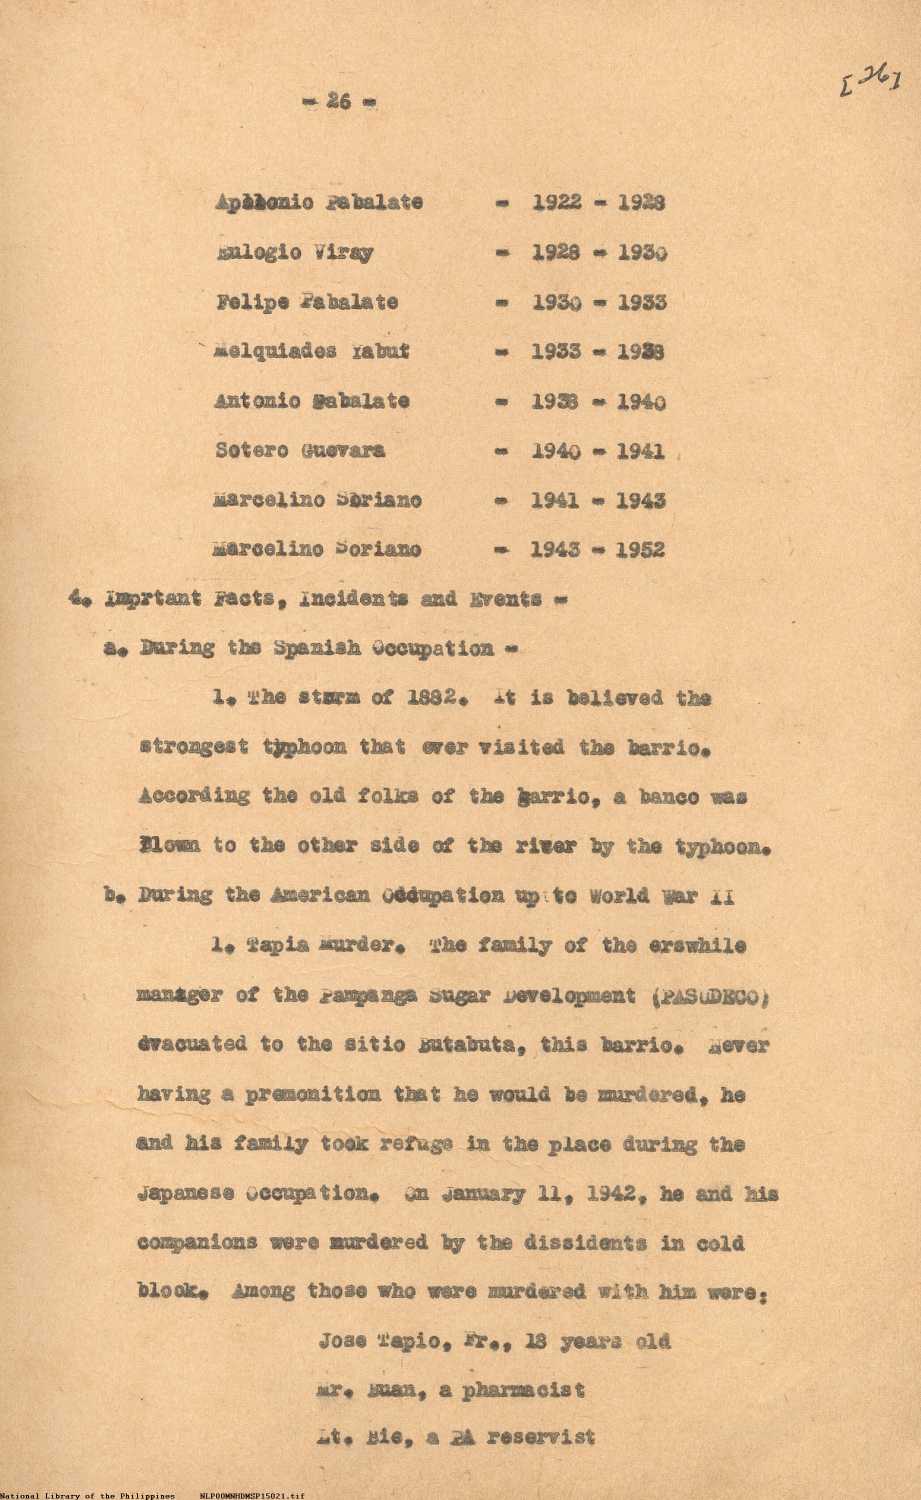 [26]
- 26 -
Apolonio Pabalate - 1922 - 1928
Eulogio Viray - 1928 - 1930
Felipe Pabalate - 1930 - 1933
Melquiades Yabut - 1933 - 1938
Antonio Pabalate - 1938 - 1940
Sotero Guevara - 1940 - 1941
Marcelino Soriano - 1941 - 1943
Marcelino Soriano - 1943 - 1952
4. Imprtant Facts, Incidents and Events -
a. During the Spanish Occupation -
1. The storm of 1882. It is believed the
strongest typhoon that ever visited the barrio.
According the old folks of the barrio, a banco was
Blown to the other side of the river by the typhoon.
b. During the American Occupation up to World War II
1. Tapia Murder. The family of the erswhile
manager of the Pampanga Sugar Development (PASUDECO)
evacuated to the sitio Butabuta, this barrio. Never
having a premonition that he would be murdered, he
and his family took refuge in the place during the
Japanese Occupation. On January 11, 1942, he and his
companions were murdered by the dissidents in cold
block. Among those who were murdered with him were:
Jose Tapio, Fr., 18 years old
Mr. Buan, a pharmacist
Lt. Bie, a PA reservist
National Library of the Philippines NLPOOMNHDMSP15021.tif